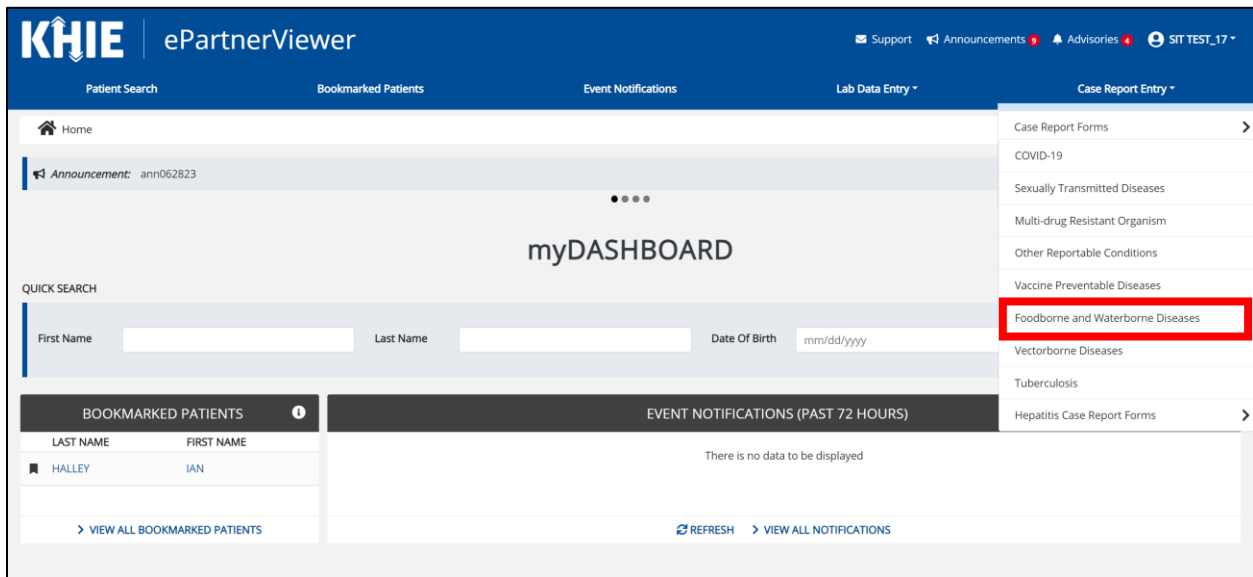 KHIE ePartnerViewer
Support Announcements 9 Advisories 4 SIT TEST_17
Patient Search Bookmarked Patients Event Notifications Lab Data Entry Case Report Entry
Home
Case Report Forms
COVID-19
Sexually Transmitted Diseases
Multi-drug Resistant Organism
Other Reportable Conditions
Vaccine Preventable Diseases
Foodborne and Waterborne Diseases
Vectorborne Diseases
Tuberculosis
Hepatitis Case Report Forms
Announcement: ann062823
myDASHBOARD
QUICK SEARCH
First Name Last Name Date Of Birth mm/dd/yyyy
BOOKMARKED PATIENTS
LAST NAME FIRST NAME
HALLEY IAN
VIEW ALL BOOKMARKED PATIENTS
EVENT NOTIFICATIONS (PAST 72 HOURS)
There is no data to be displayed
REFRESH VIEW ALL NOTIFICATIONS